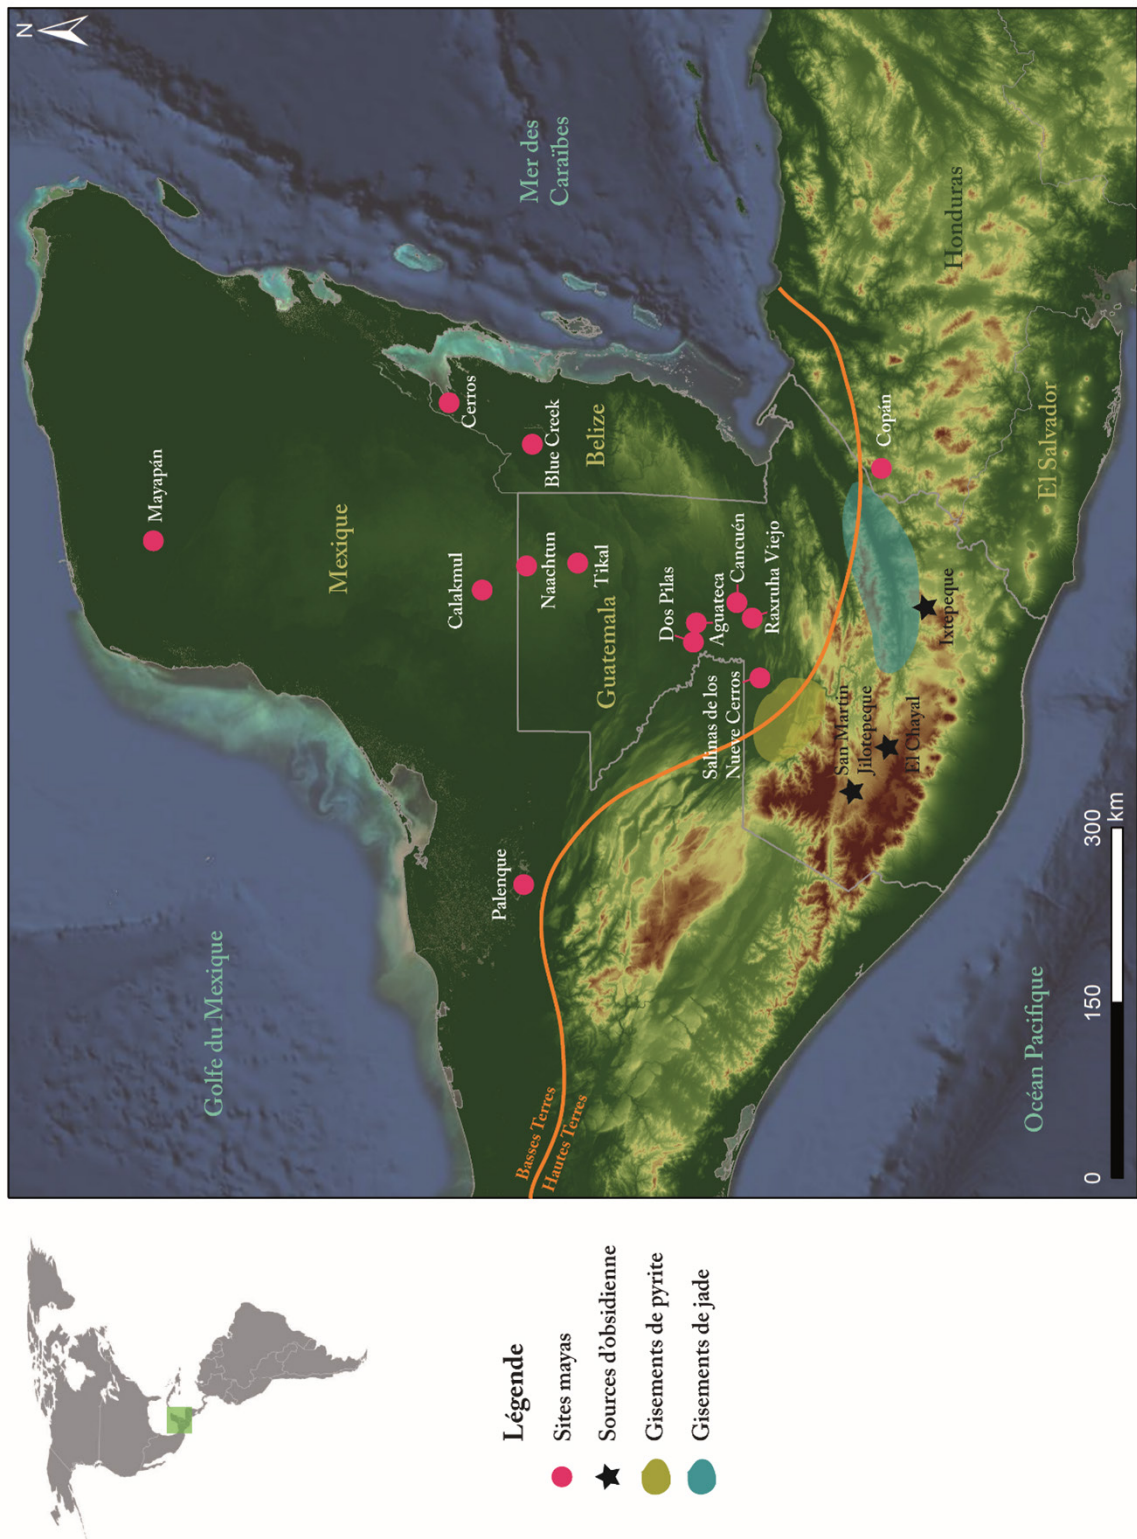 N
Golfe du Mexique
Mer des
Caraïbes
Mayapán
Mexique
Cerros
Calakmul
Blue Creek
Naachtun
Belize
Palenque
Tikal
Guatemala
Basses Terres
Hautes Terres
Dos Pilas
Aguateca
Cancuén
Salinas de los
Nueve Cerros
Raxruha Viejo
Copán
San Martin
Jilotepeque
El Chayal
Ixtepeque
Honduras
El Salvador
Océan Pacifique
0
150
300
km
Légende
Sites mayas
Sources d'obsidienne
Gisements de pyrite
Gisements de jade